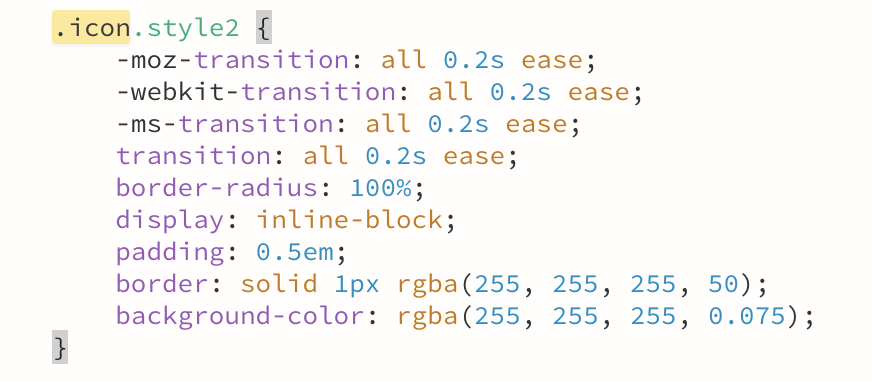 .icon.style2 {
    -moz-transition: all 0.2s ease;
    -webkit-transition: all 0.2s ease;
    -ms-transition: all 0.2s ease;
    transition: all 0.2s ease;
    border-radius: 100%;
    display: inline-block;
    padding: 0.5em;
    border: solid 1px rgba(255, 255, 255, 50);
    background-color: rgba(255, 255, 255, 0.075);
}